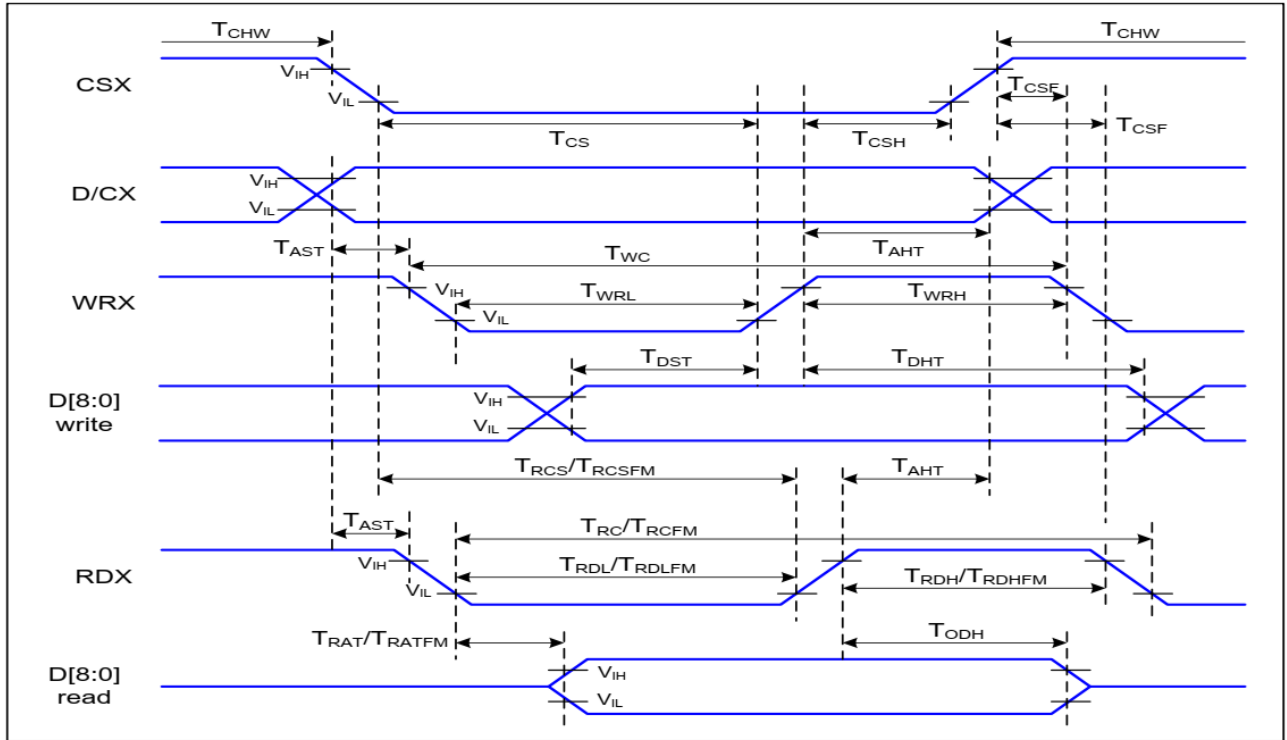 TCHW TCHW
VIH
CSX
VIL
TCSF
TCS TCSH TCSF
VIH
D/CX
VIL
TAST TWC TAHT
WRX
VIH TWRL TWRH
VIL
TDST TDHT
D[8:0]
write
VIH
VIL
TRCS/TRCSFM TAHT
TAST TRC/TRCFM
RDX
VIH TRDL/TRDLFM TRDH/TRDHFM
VIL
TRAT/TRATFM TODH
D[8:0]
read
VIH
VIL